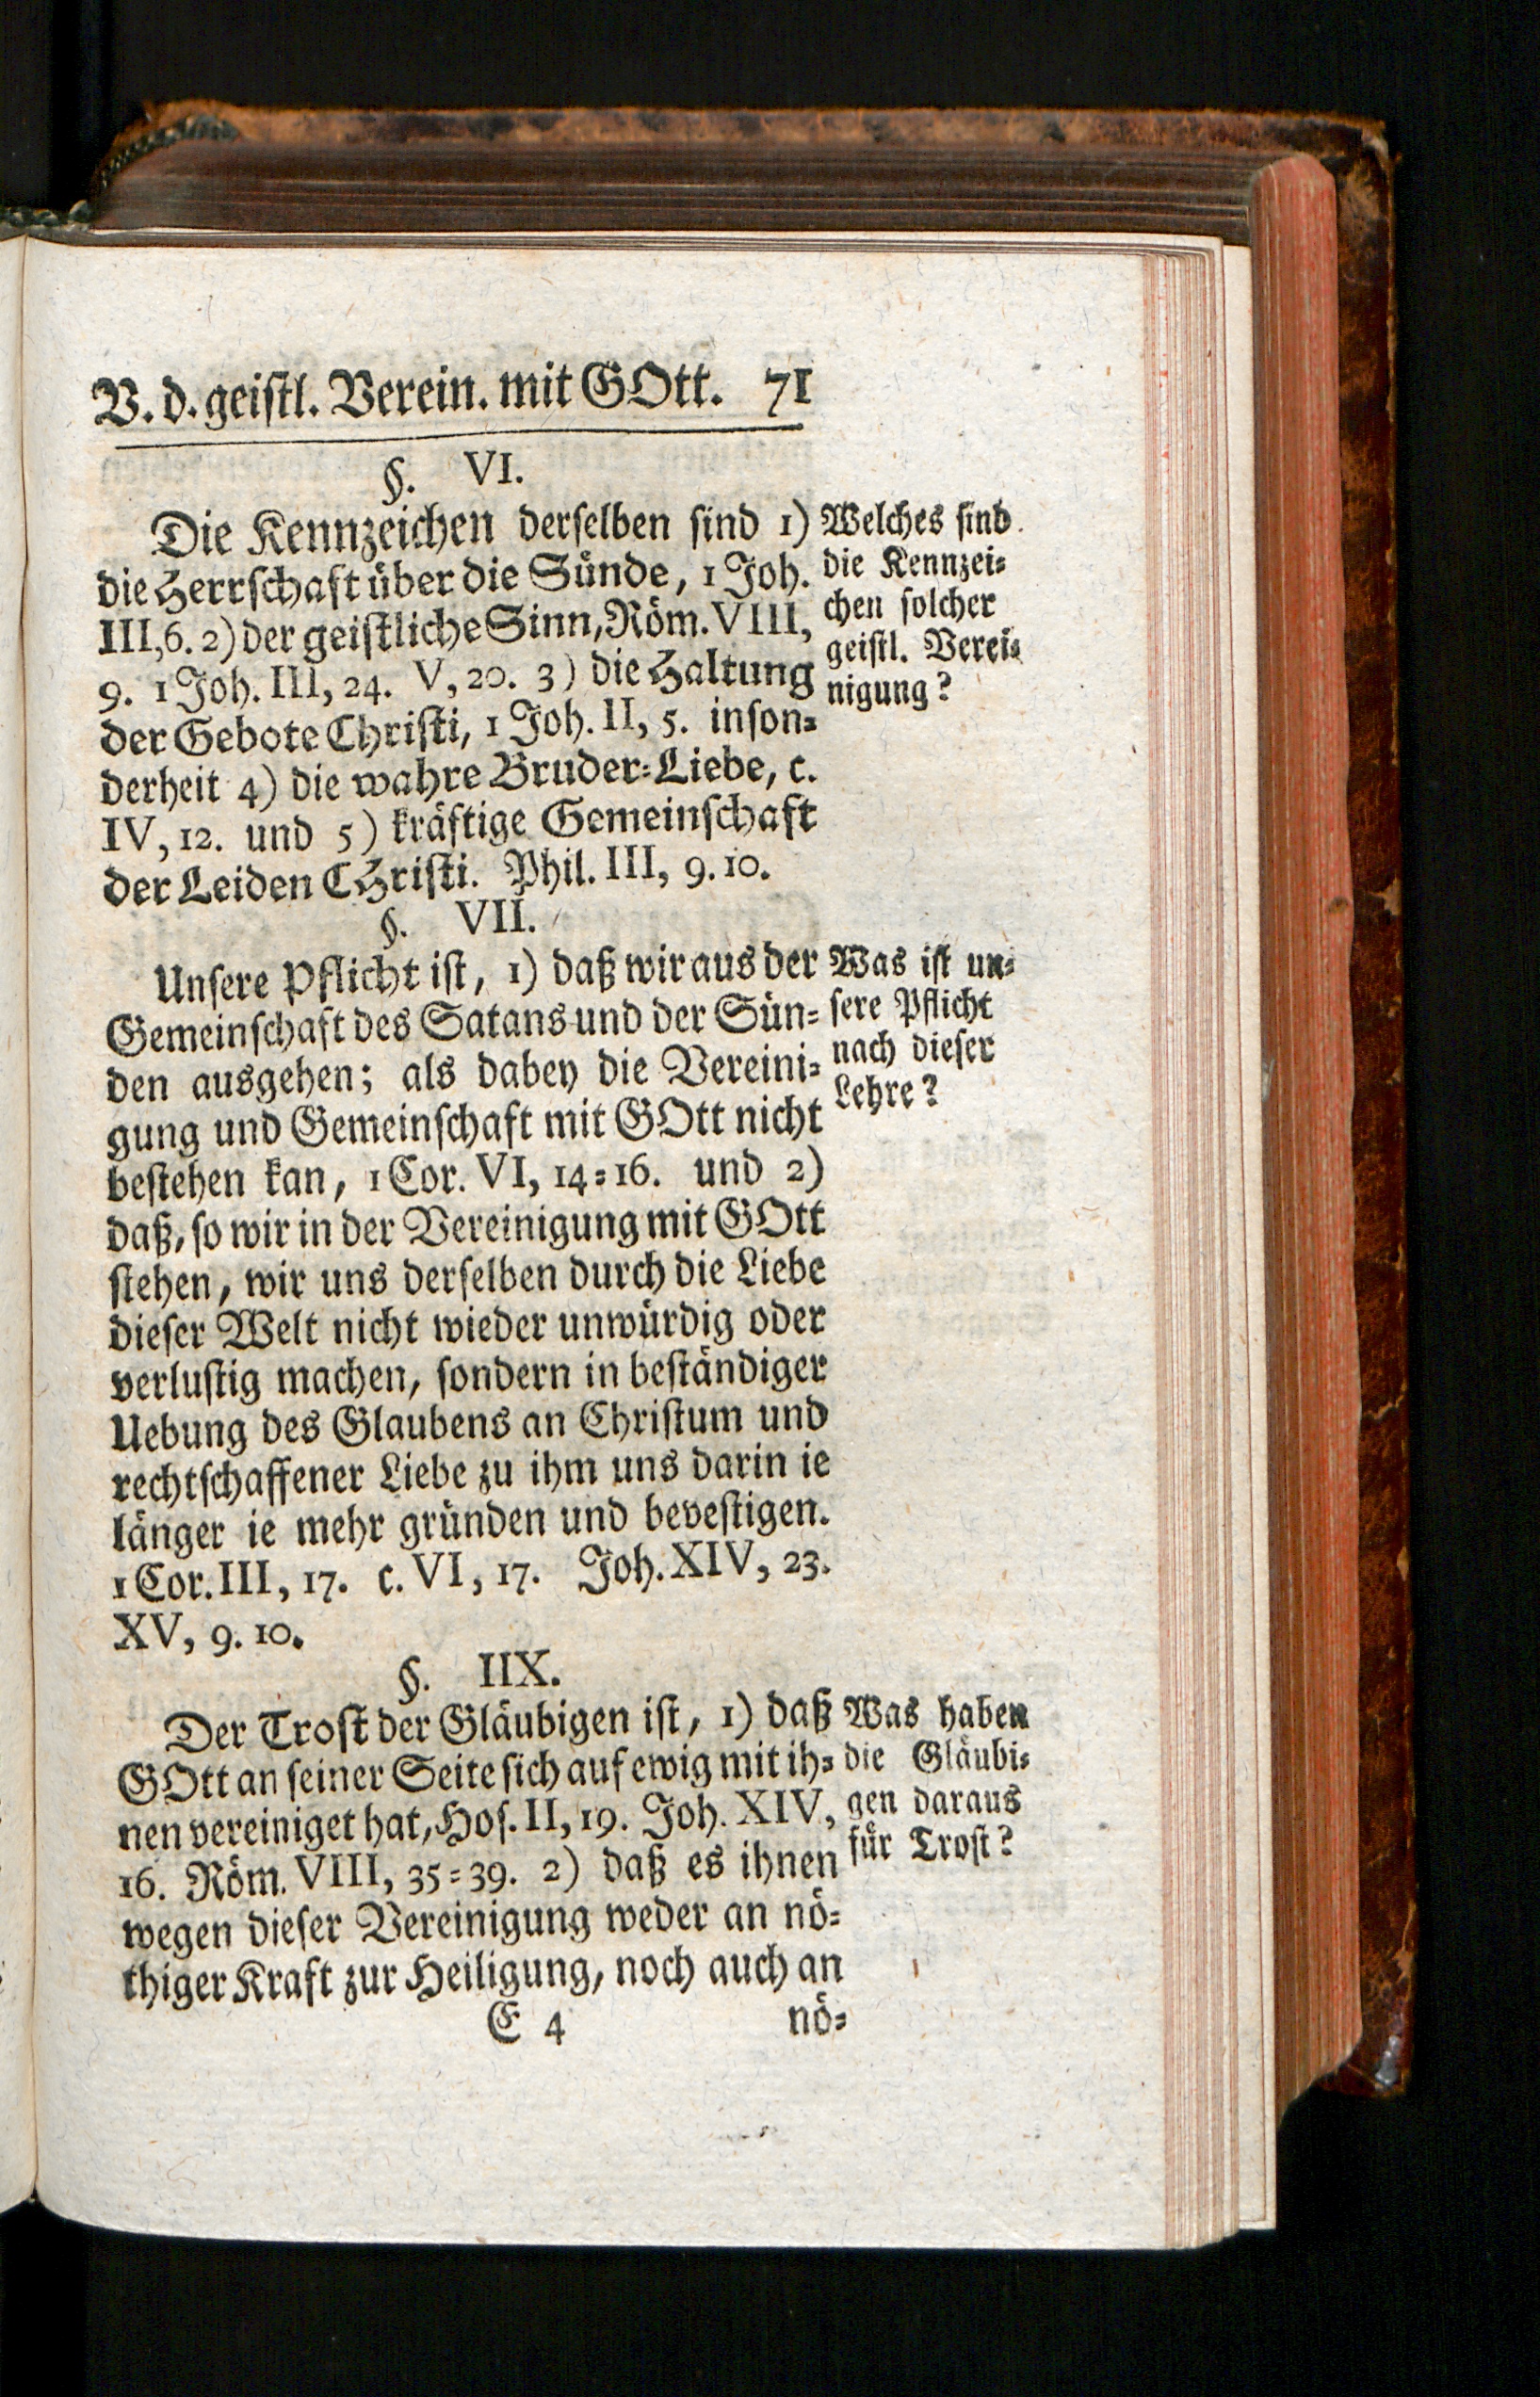 V. d. geistl. Verein. mit GOtt. 71
§. VI.
Die Kennzeichen derselben sind 1)
die Herrschaft über die Sünde, 1 Joh.
III, 6. 2) der geistliche Sinn, Röm. VIII,
9. 1 Joh. III, 24. V, 20. 3) die Haltung
der Gebote Christi, 1 Joh. II, 5. inson-
derheit 4) die wahre Bruder-Liebe, c.
IV, 12. und 5) kräftige Gemeinschaft
der Leiden CHristi. Phil. III, 9. 10.
Welches sind
die Kennzei-
chen solcher
geistl. Verei-
nigung?
§. VII.
Unsere Pflicht ist, 1) daß wir aus der
Gemeinschaft des Satans und der Sün-
den ausgehen; als dabey die Vereini-
gung und Gemeinschaft mit GOtt nicht
bestehen kan, 1 Cor. VI, 14-16. und 2)
daß, so wir in der Vereinigung mit GOtt
stehen, wir uns derselben durch die Liebe
dieser Welt nicht wieder unwürdig oder
verlustig machen, sondern in beständiger
Uebung des Glaubens an Christum und
rechtschaffener Liebe zu ihm uns darin ie
länger ie mehr gründen und bevestigen.
1 Cor. III, 17. c. VI, 17. Joh. XIV, 23.
XV, 9. 10.
Was ist un-
sere Pflicht
nach dieser
Lehre?
§. IIX.
Der Trost der Gläubigen ist, 1) daß
GOtt an seiner Seite sich auf ewig mit ih-
nen vereiniget hat, Hos. II, 19. Joh. XIV,
16. Röm. VIII, 35-39. 2) daß es ihnen
wegen dieser Vereinigung weder an nö-
thiger Kraft zur Heiligung, noch auch an
Was haben
die Gläubi-
gen daraus
für Trost?
E 4 nö-